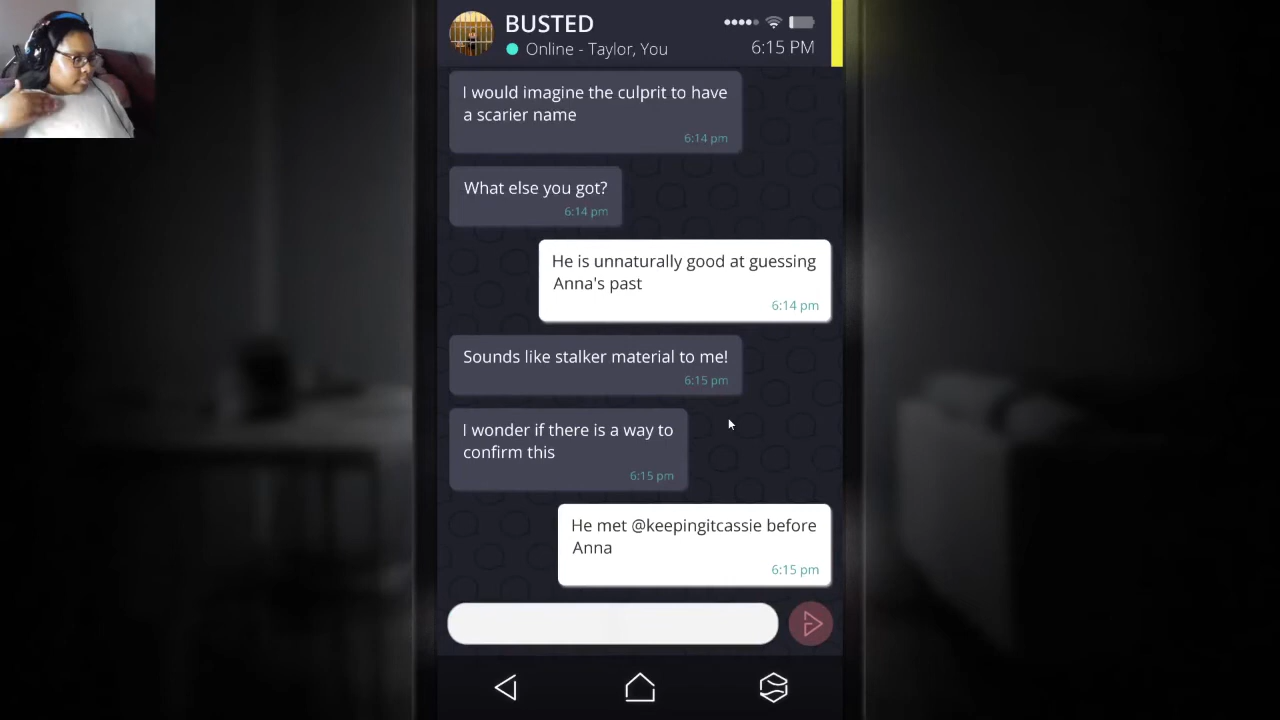 BUSTED
Online - Taylor, You
6:15 PM
I would imagine the culprit to have
a scarier name
6:14 pm
What else you got?
6:14 pm
He is unnaturally good at guessing
Anna's past
6:14 pm
Sounds like stalker material to me!
6:15 pm
I wonder if there is a way to
confirm this
6:15 pm
He met @keepingitcassie before
Anna
6:15 pm